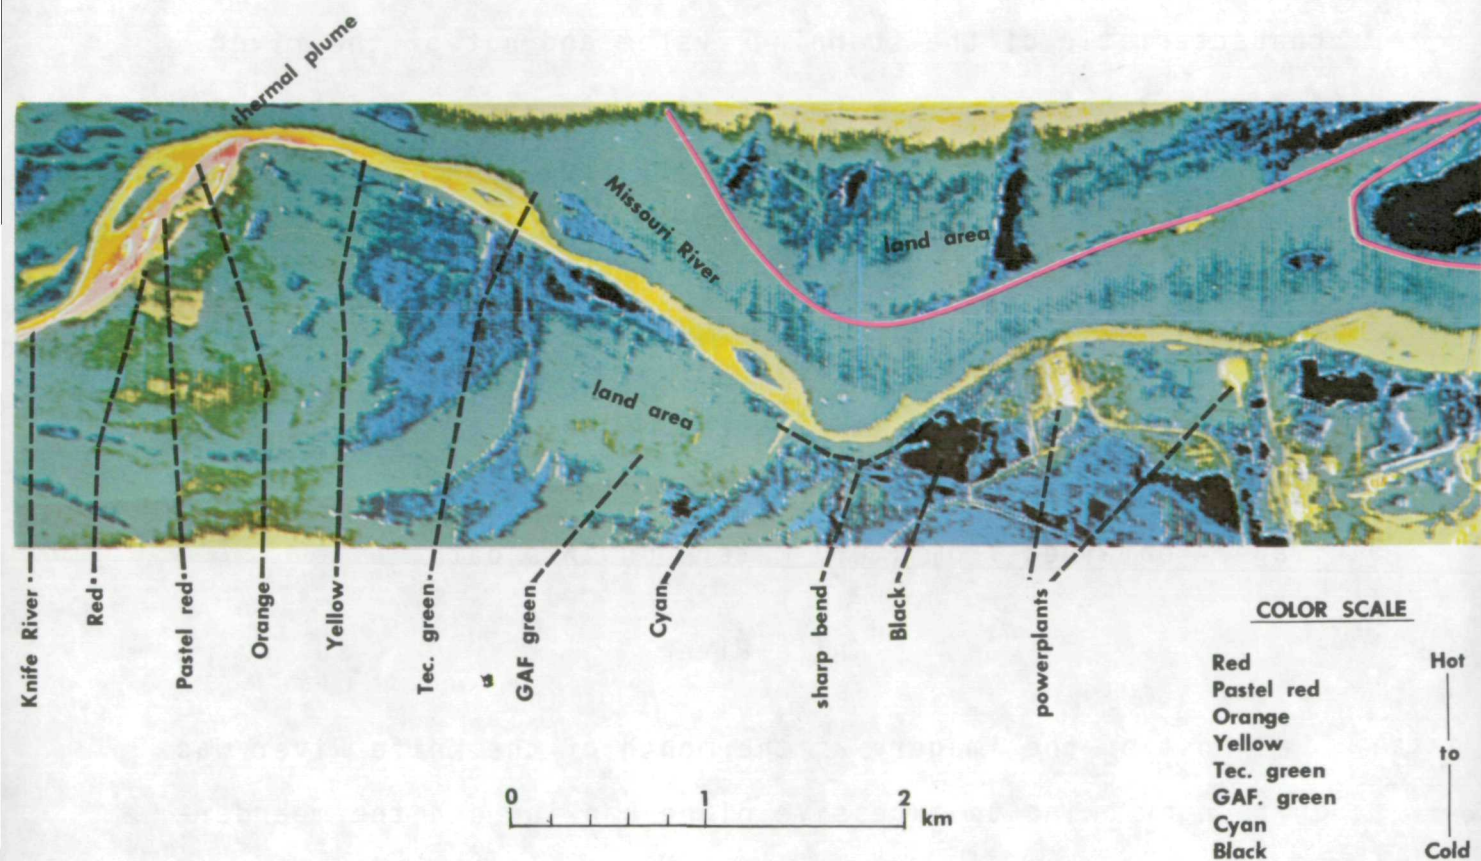 thermal plume
Missouri River
land area
land area
Knife River
Red
Pastel red
Orange
Yellow
Tec. green
GAF green
Cyan
sharp bend
Black
powerplants
COLOR SCALE
Red Hot
Pastel red
Orange
Yellow to
Tec. green
GAF. green
Cyan
Black Cold
0 1 2
km